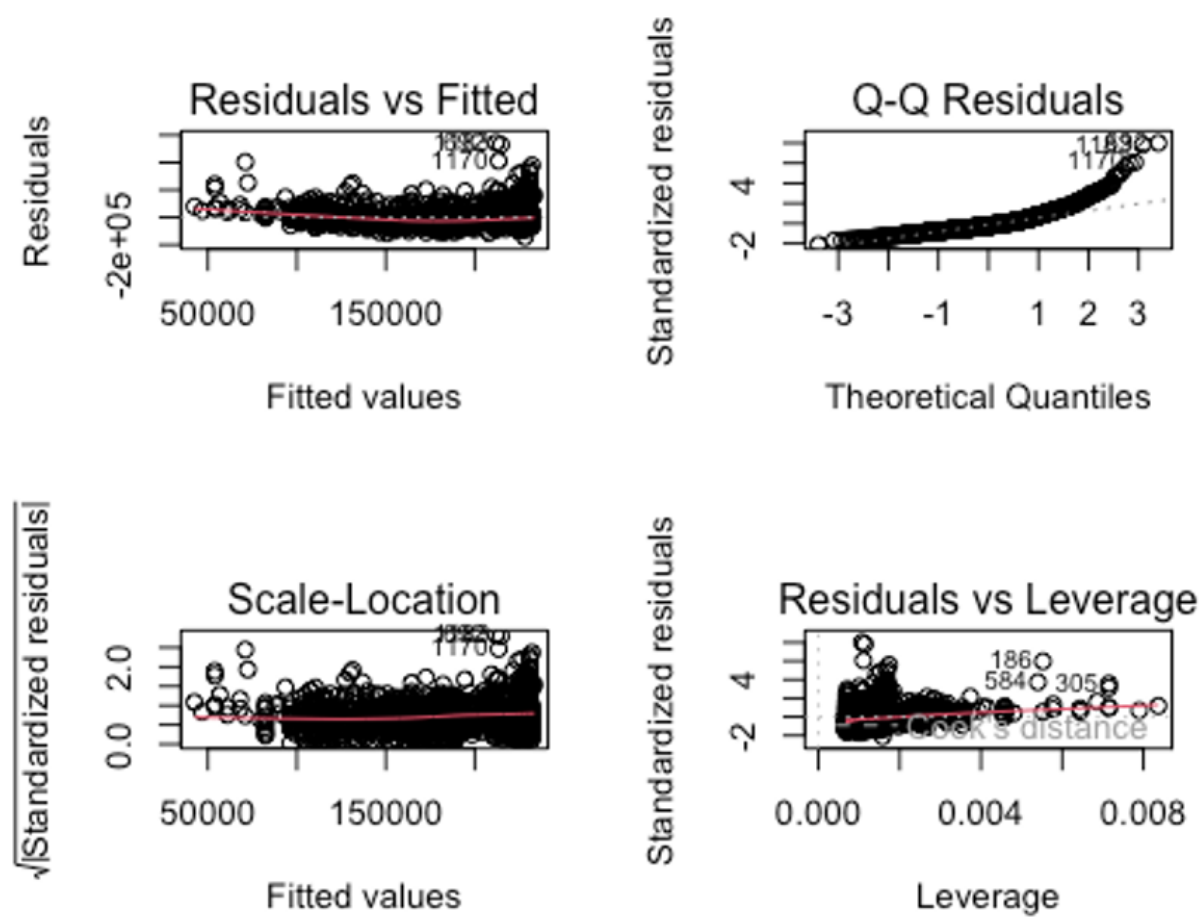 Residuals vs Fitted
Residuals
-2e+05
1170
50000 150000
Fitted values
Q-Q Residuals
Standardized residuals
-2 4
1170
-3 -1 1 2 3
Theoretical Quantiles
Scale-Location
√|Standardized residuals|
0.0 2.0
1170
50000 150000
Fitted values
Residuals vs Leverage
Standardized residuals
-2 4
186
584 305
Cook's distance
0.000 0.004 0.008
Leverage